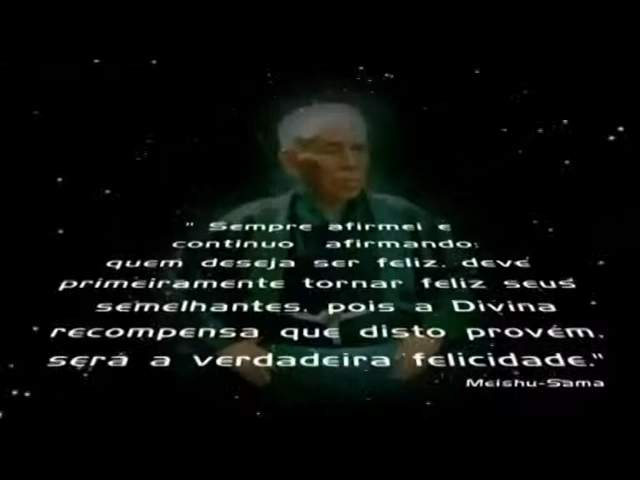 " Sempre afirmei e
continuo afirmando:
quem deseja ser feliz, deve
primeiramente tornar feliz seus
semelhantes, pois a Divina
recompensa que disto provém,
será a verdadeira felicidade."
Meishu-Sama